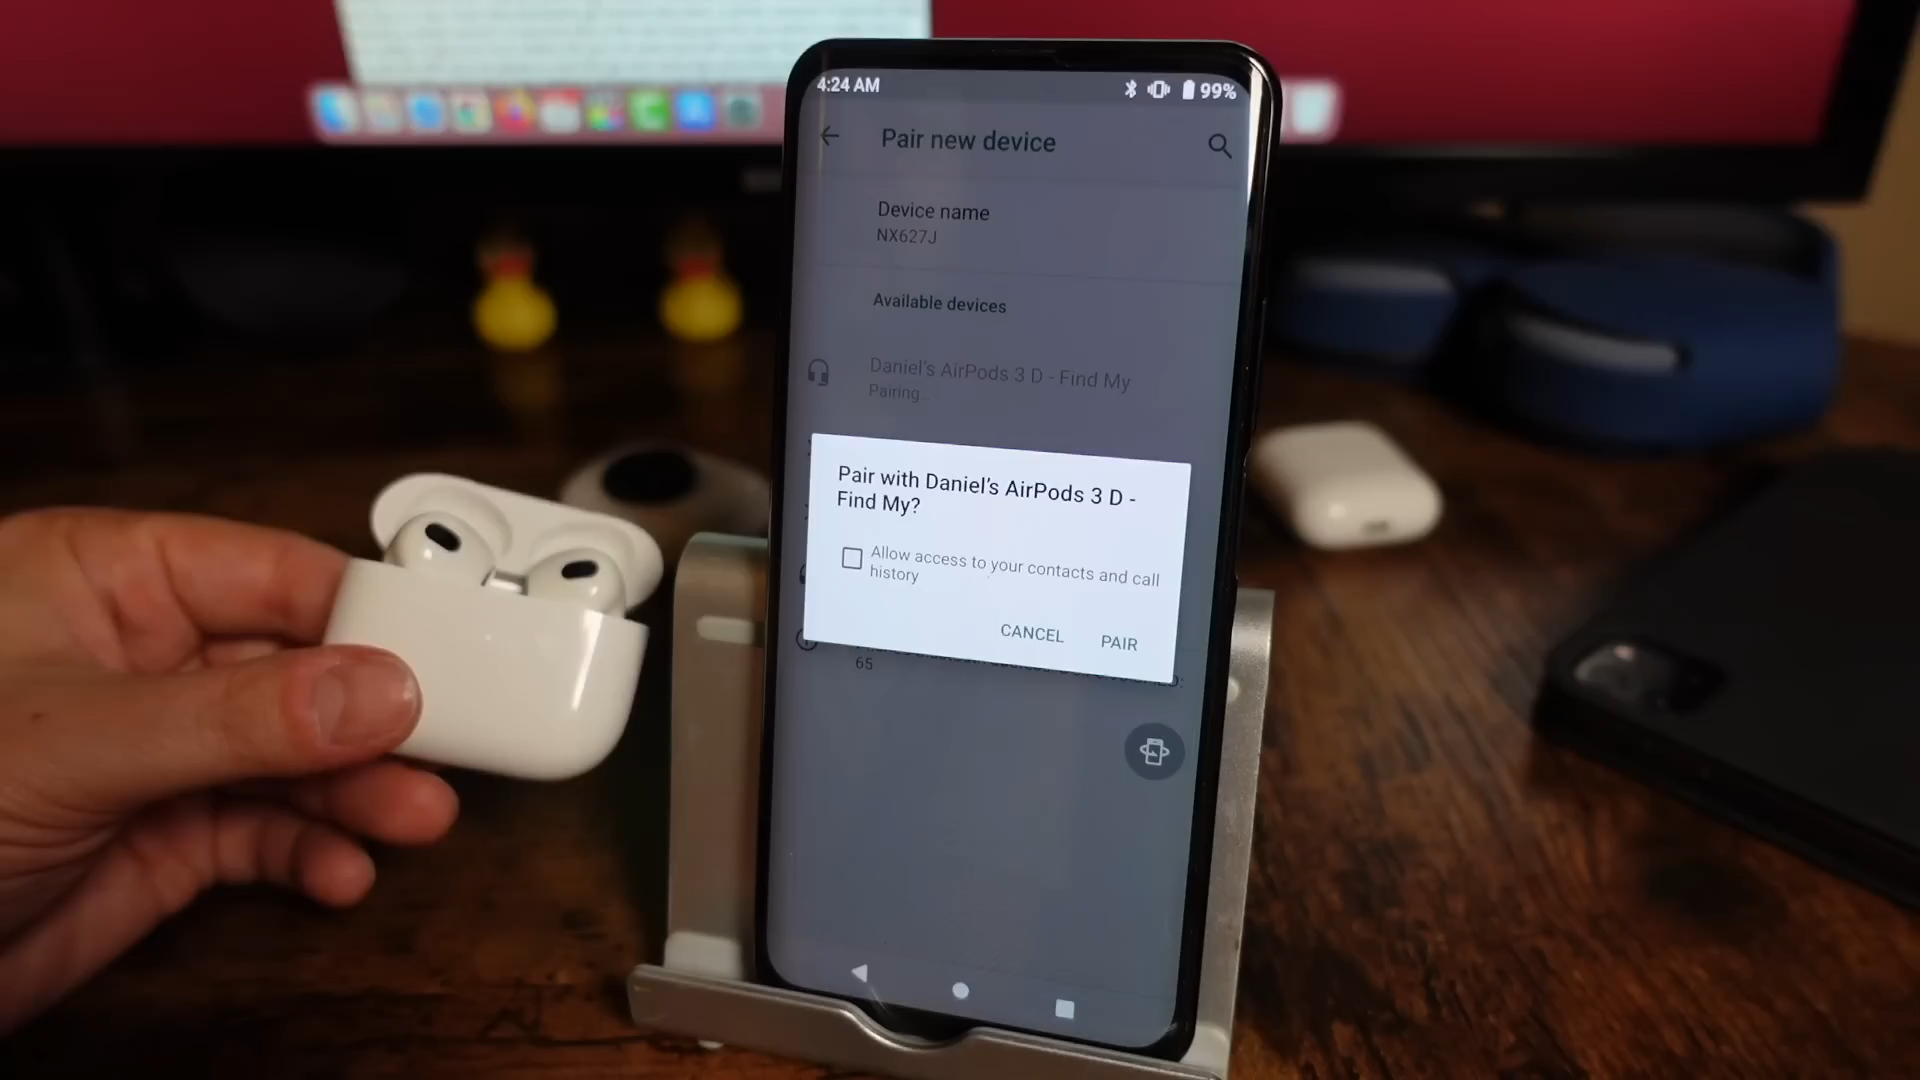 4:24 AM
99%
Pair new device
Device name
NX627J
Available devices
Daniel's AirPods 3 D - Find My
Pairing...
Pair with Daniel's AirPods 3 D -
Find My?
Allow access to your contacts and call
history
CANCEL
PAIR
65